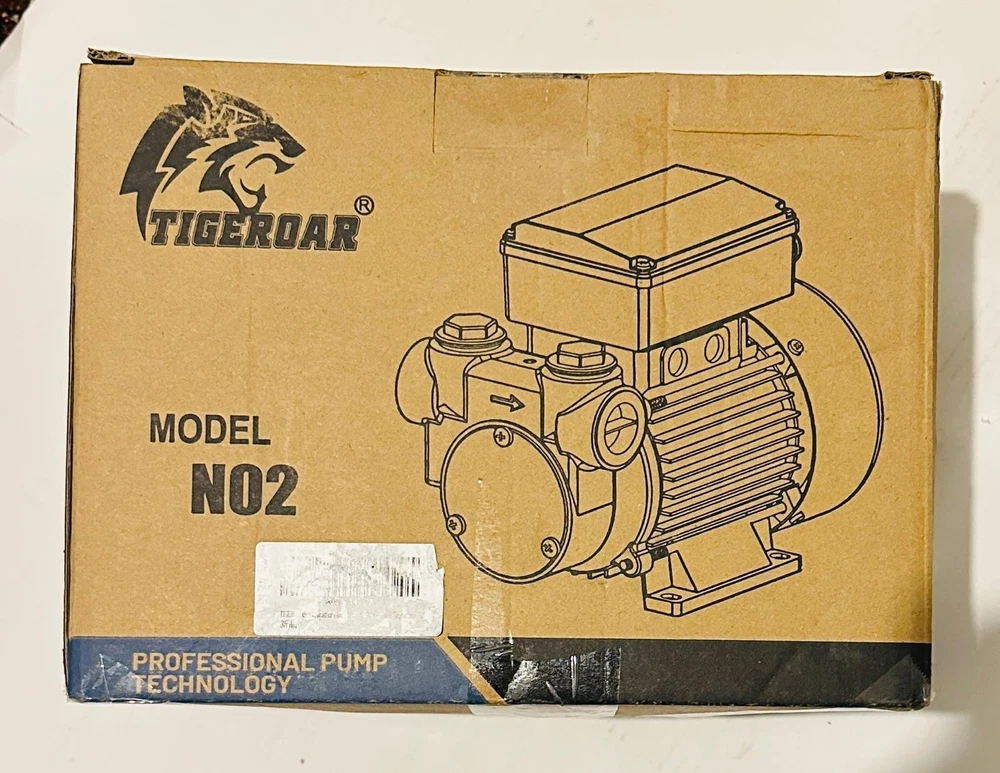 TIGEROAR®
MODEL
N02
PROFESSIONAL PUMP
TECHNOLOGY